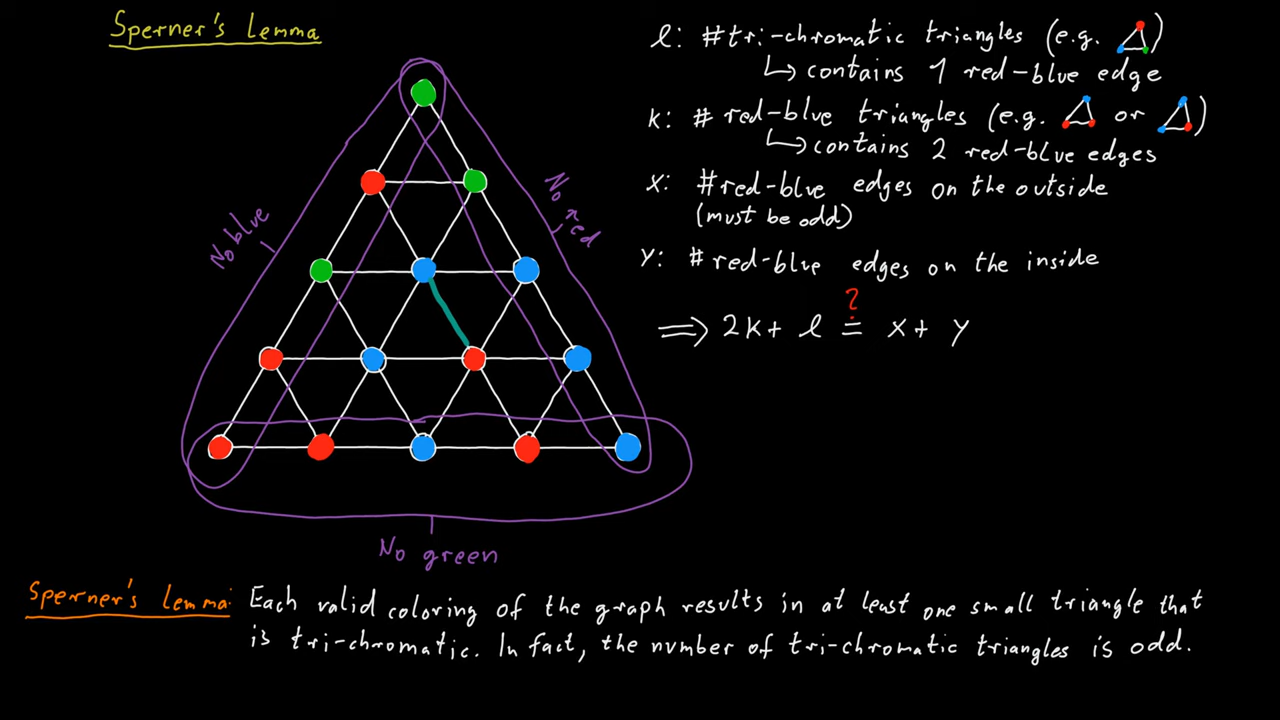 Sperner's Lemma
l: #tri-chromatic triangles (e.g. )
↳ contains 1 red-blue edge
k: # red-blue triangles (e.g. or )
↳ contains 2 red-blue edges
x: #red-blue edges on the outside
(must be odd)
y: # red-blue edges on the inside
?
⟹ 2k + l = x + y
No blue
No red
No green
Sperner's lemma: Each valid coloring of the graph results in at least one small triangle that
is tri-chromatic. In fact, the number of tri-chromatic triangles is odd.